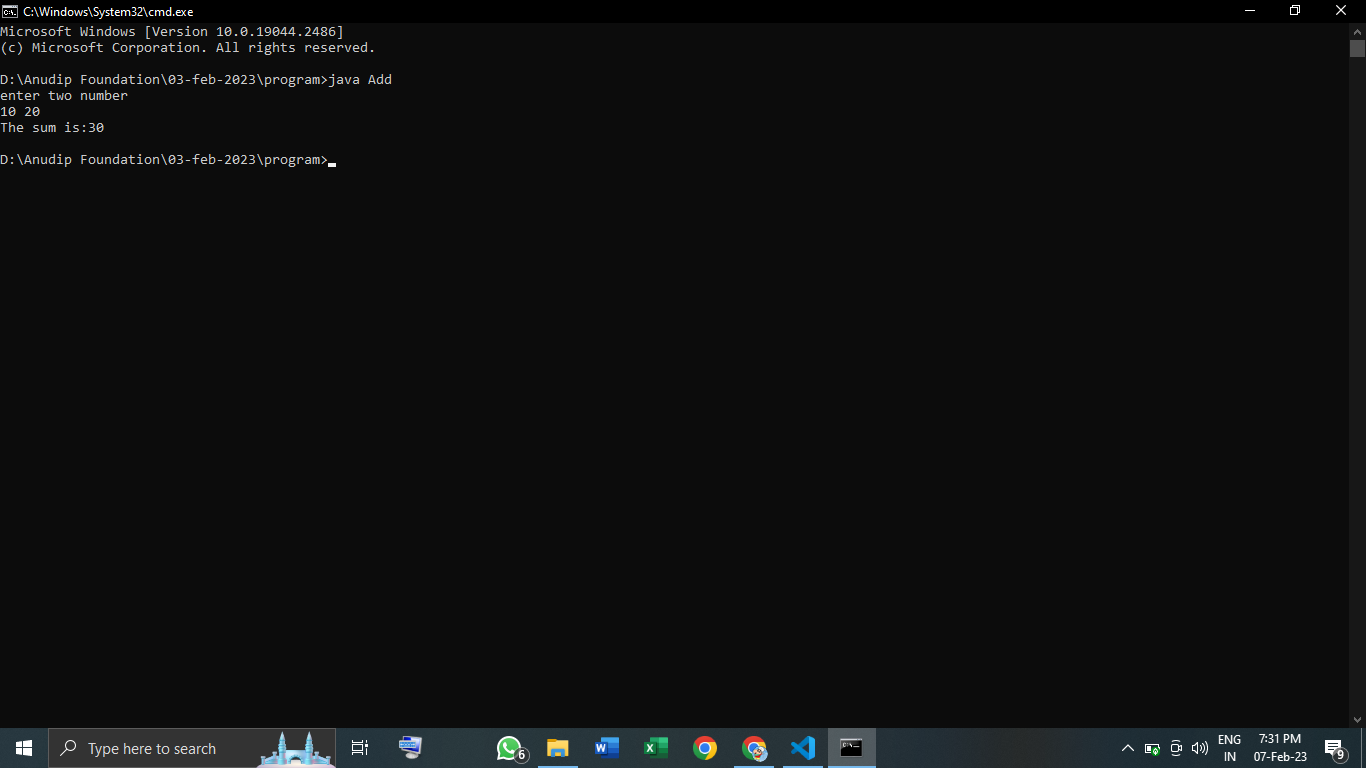 C:\Windows\System32\cmd.exe
Microsoft Windows [Version 10.0.19044.2486]
(c) Microsoft Corporation. All rights reserved.
D:\Anudip Foundation\03-feb-2023\program>java Add
enter two number
10 20
The sum is:30
D:\Anudip Foundation\03-feb-2023\program>
Type here to search
6
ENG
IN
7:31 PM
07-Feb-23
9